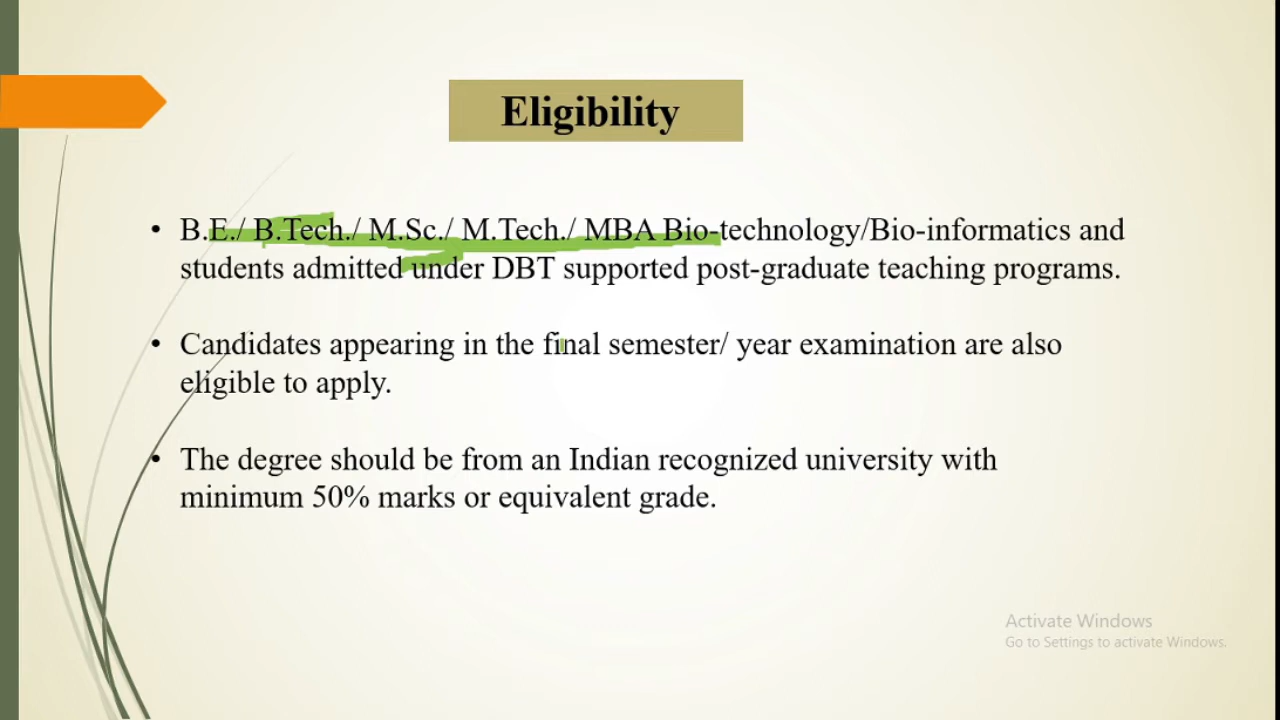 Eligibility
• B.E./ B.Tech./ M.Sc./ M.Tech./ MBA Bio-technology/Bio-informatics and
students admitted under DBT supported post-graduate teaching programs.
• Candidates appearing in the final semester/ year examination are also
eligible to apply.
• The degree should be from an Indian recognized university with
minimum 50% marks or equivalent grade.
Activate Windows
Go to Settings to activate Windows.